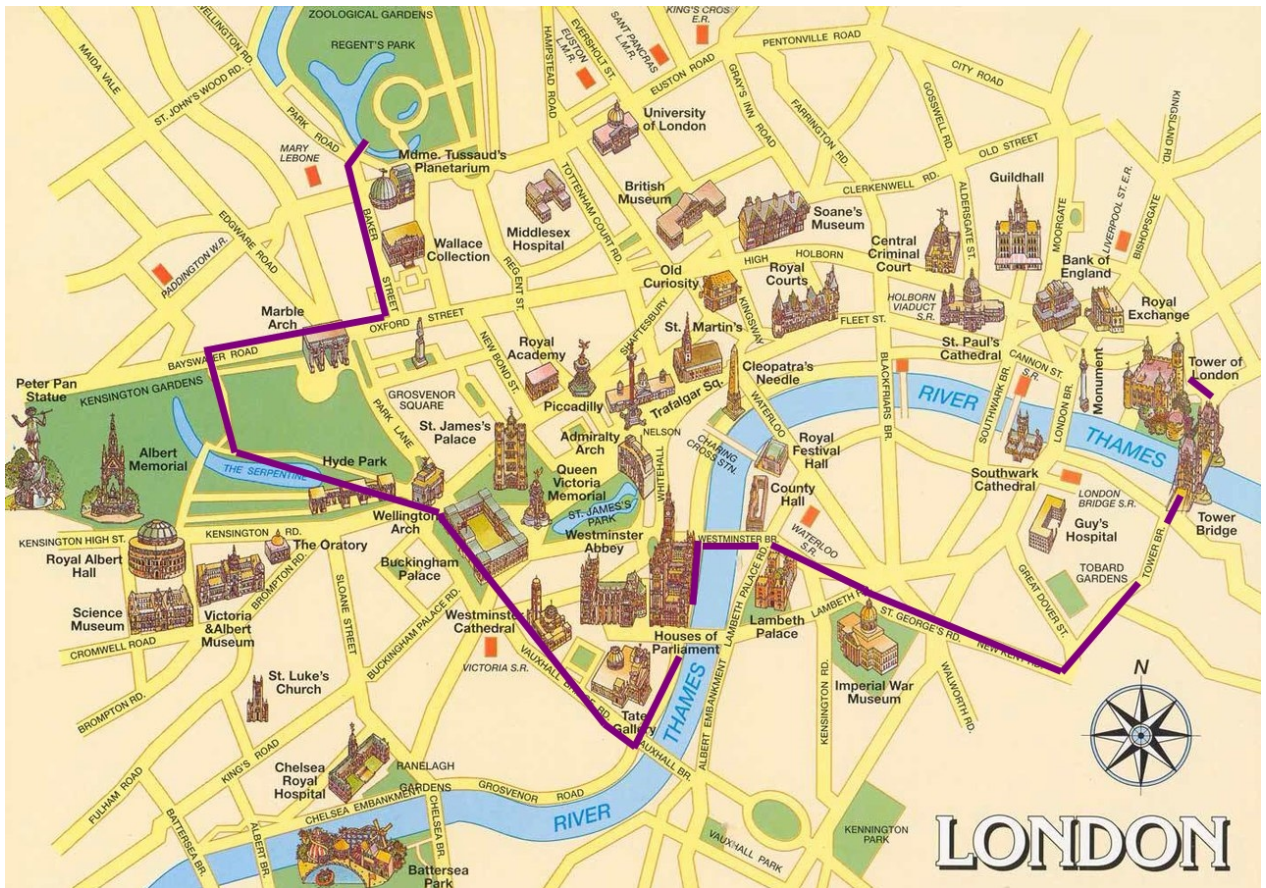 ZOOLOGICAL GARDENS
REGENT'S PARK
WELLINGTON RD.
MAIDA VALE
ST. JOHN'S WOOD RD.
PARK ROAD
HAMPSTEAD ROAD
EVERSHOLT ST.
EUSTON
L.M.R.
SANT PANCRAS
L.M.R.
KING'S CROS
E.R.
PENTONVILLE ROAD
CITY ROAD
EUSTON ROAD
GRAY'S INN ROAD
FARRINGTON RD.
GOSSWELL RD.
KINGSLAND RD.
OLD STREET
University
of London
MARY
LEBONE
Mdme. Tussaud's
Planetarium
TOTTENHAM COURT RD.
British
Museum
CLERKENWELL RD.
Soane's
Museum
ALDERSGATE ST.
Guildhall
MOORGATE
LIVERPOOL ST. E.R.
BISHOPSGATE
EDGWARE ROAD
PADDINGTON W.R.
BAKER
STREET
Wallace
Collection
Middlesex
Hospital
REGENT ST.
Old
Curiosity
HIGH
HOLBORN
Royal
Courts
Central
Criminal
Court
Bank of
England
Royal
Exchange
HOLBORN
VIADUCT
S.R.
KINGSWAY
FLEET ST.
Marble
Arch
OXFORD STREET
NEW BOND ST.
Royal
Academy
SHAFTESBURY
St.
Martin's
St. Paul's
Cathedral
CANNON ST.
S.R.
Monument
Tower of
London
BAYSWATER ROAD
KENSINGTON GARDENS
Peter Pan
Statue
GROSVENOR
SQUARE
PARK LANE
Piccadilly
Trafalgar Sq.
Cleopatra's
Needle
BLACKFRIARS BR.
RIVER
SOUTHWARK BR.
LONDON BR.
THAMES
St. James's
Palace
Admiralty
Arch
NELSON
WATERLOO
CHARING
CROSS STN.
Royal
Festival
Hall
Albert
Memorial
THE SERPENTINE
Hyde Park
Queen
Victoria
Memorial
WHITEHALL
County
Hall
Southwark
Cathedral
LONDON
BRIDGE S.R.
Guy's
Hospital
Tower
Bridge
Wellington
Arch
ST. JAMES'S
PARK
Westminster
Abbey
WESTMINSTER BR.
WATERLOO
S.R.
TOWER BR.
TOBARD
GARDENS
GREAT DOVER ST.
KENSINGTON HIGH ST.
KENSINGTON RD.
The Oratory
Royal Albert
Hall
BROMPTON RD.
Buckingham
Palace
BUCKINGHAM PALACE RD.
SLOANE STREET
Science
Museum
Victoria
&Albert
Museum
CROMWELL ROAD
Westminster
Cathedral
VICTORIA S.R.
VAUXHALL BRIDGE RD.
Houses of
Parliament
LAMBETH PALACE RD.
Lambeth
Palace
ST. GEORGE'S RD.
Imperial War
Museum
WALWORTH RD.
N
BROMPTON RD.
St. Luke's
Church
Tate
Gallery
THAMES
ALBERT EMBANKMENT
KENSINGTON RD.
VAUXHALL BR.
KING'S ROAD
Chelsea
Royal
Hospital
RANELAGH
GARDENS
GROSVENOR ROAD
FULHAM ROAD
CHELSEA EMBANKMENT
BATTERSEA BR.
ALBERT BR.
CHELSEA BR.
Battersea
Park
RIVER
VAUXHALL PARK
KENNINGTON
PARK
LONDON